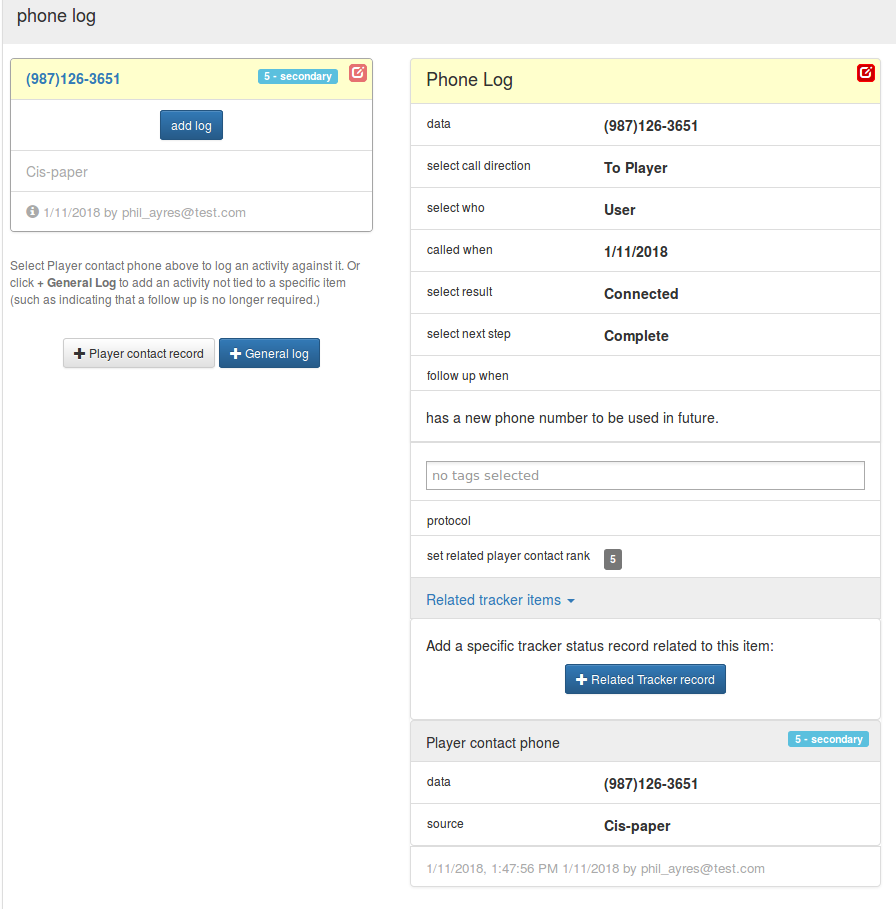 phone log
(987)126-3651
5 - secondary
add log
Cis-paper
1/11/2018 by phil_ayres@test.com
Select Player contact phone above to log an activity against it. Or
click + General Log to add an activity not tied to a specific item
(such as indicating that a follow up is no longer required.)
+ Player contact record
+ General log
Phone Log
data (987)126-3651
select call direction To Player
select who User
called when 1/11/2018
select result Connected
select next step Complete
follow up when
has a new phone number to be used in future.
no tags selected
protocol
set related player contact rank 5
Related tracker items
Add a specific tracker status record related to this item:
+ Related Tracker record
Player contact phone 5 - secondary
data (987)126-3651
source Cis-paper
1/11/2018, 1:47:56 PM 1/11/2018 by phil_ayres@test.com